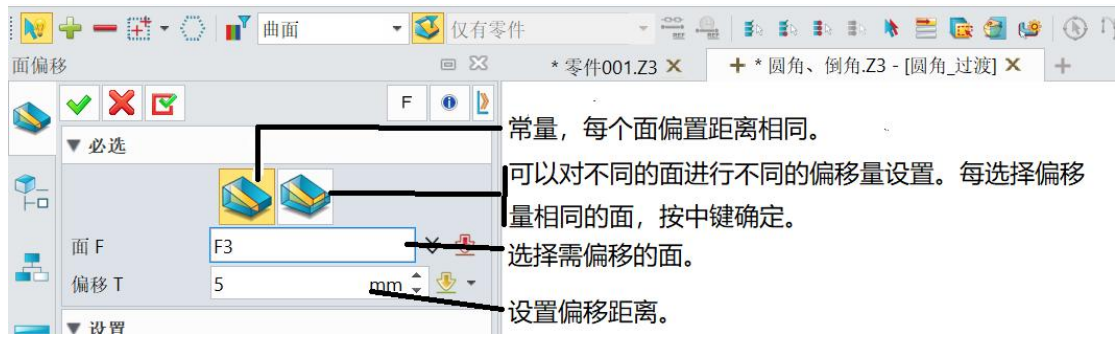 曲面
仅有零件
面偏移
* 零件001.Z3
* 圆角、倒角.Z3 - [圆角_过渡]
F
▼ 必选
常量，每个面偏置距离相同。
可以对不同的面进行不同的偏移量设置。每选择偏移
量相同的面，按中键确定。
面 F
F3
选择需偏移的面。
偏移 T
5
mm
设置偏移距离。
▼ 设置